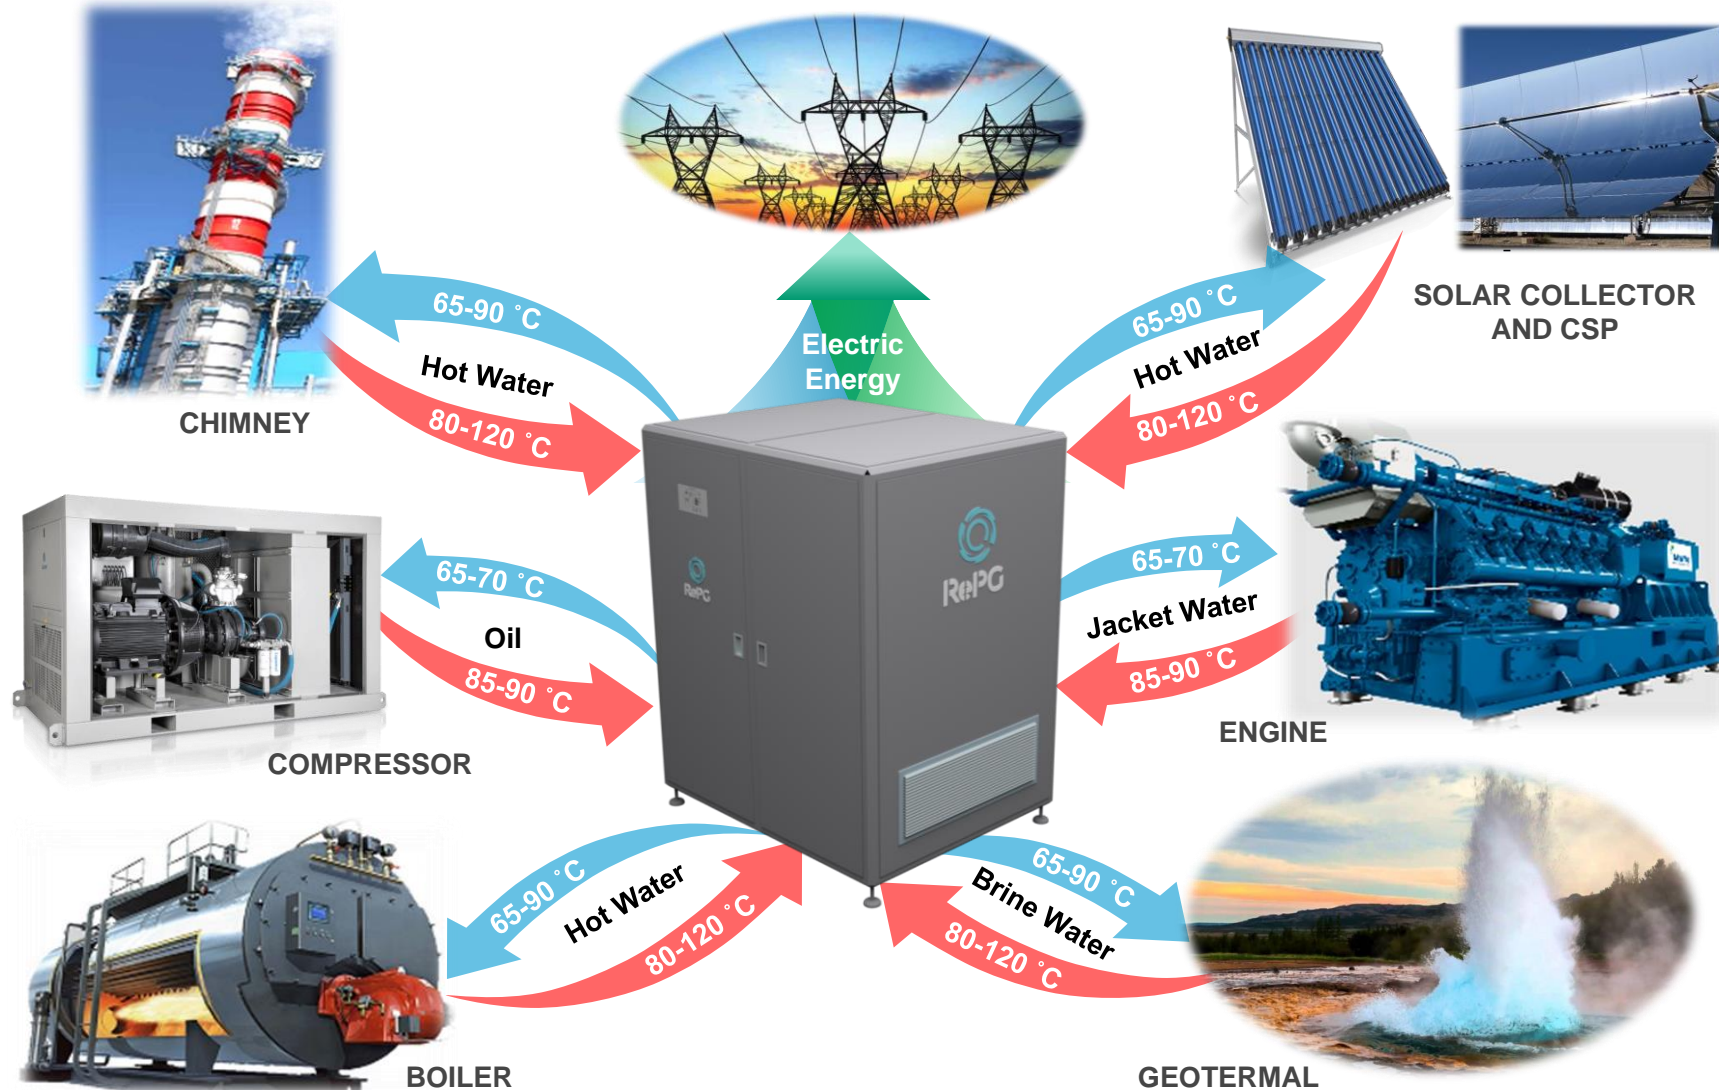 65-90 ˚C
Hot Water
80-120 ˚C
CHIMNEY
Electric
Energy
65-90 ˚C
Hot Water
80-120 ˚C
SOLAR COLLECTOR
AND CSP
65-70 ˚C
Oil
85-90 ˚C
COMPRESSOR
RePG
RePG
65-70 ˚C
Jacket Water
85-90 ˚C
ENGINE
65-90 ˚C
Hot Water
80-120 ˚C
BOILER
65-90 ˚C
Brine Water
80-120 ˚C
GEOTERMAL